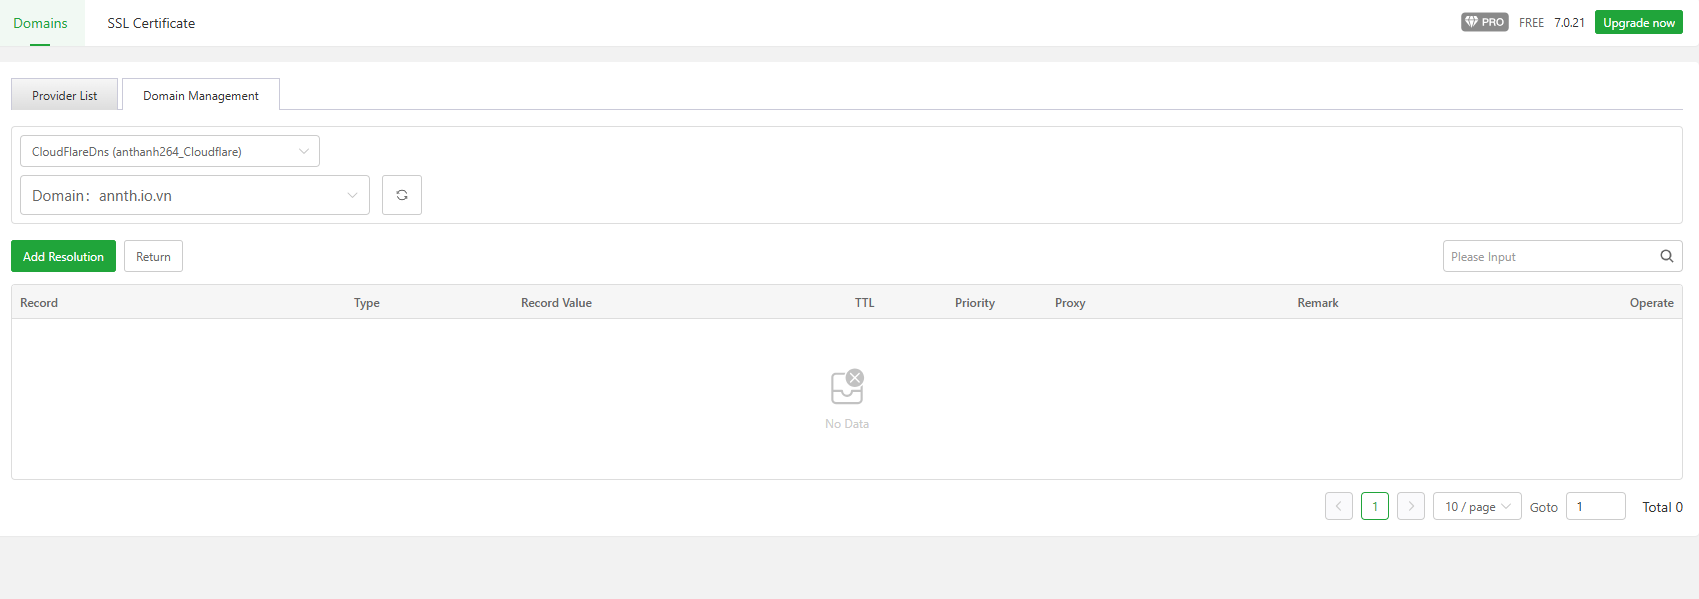 Domains SSL Certificate PRO FREE 7.0.21 Upgrade now
Provider List Domain Management
CloudFlareDns (anthanh264_Cloudflare)
Domain： annth.io.vn
Add Resolution Return Please Input
Record Type Record Value TTL Priority Proxy Remark Operate
No Data
1 10 / page Goto 1 Total 0